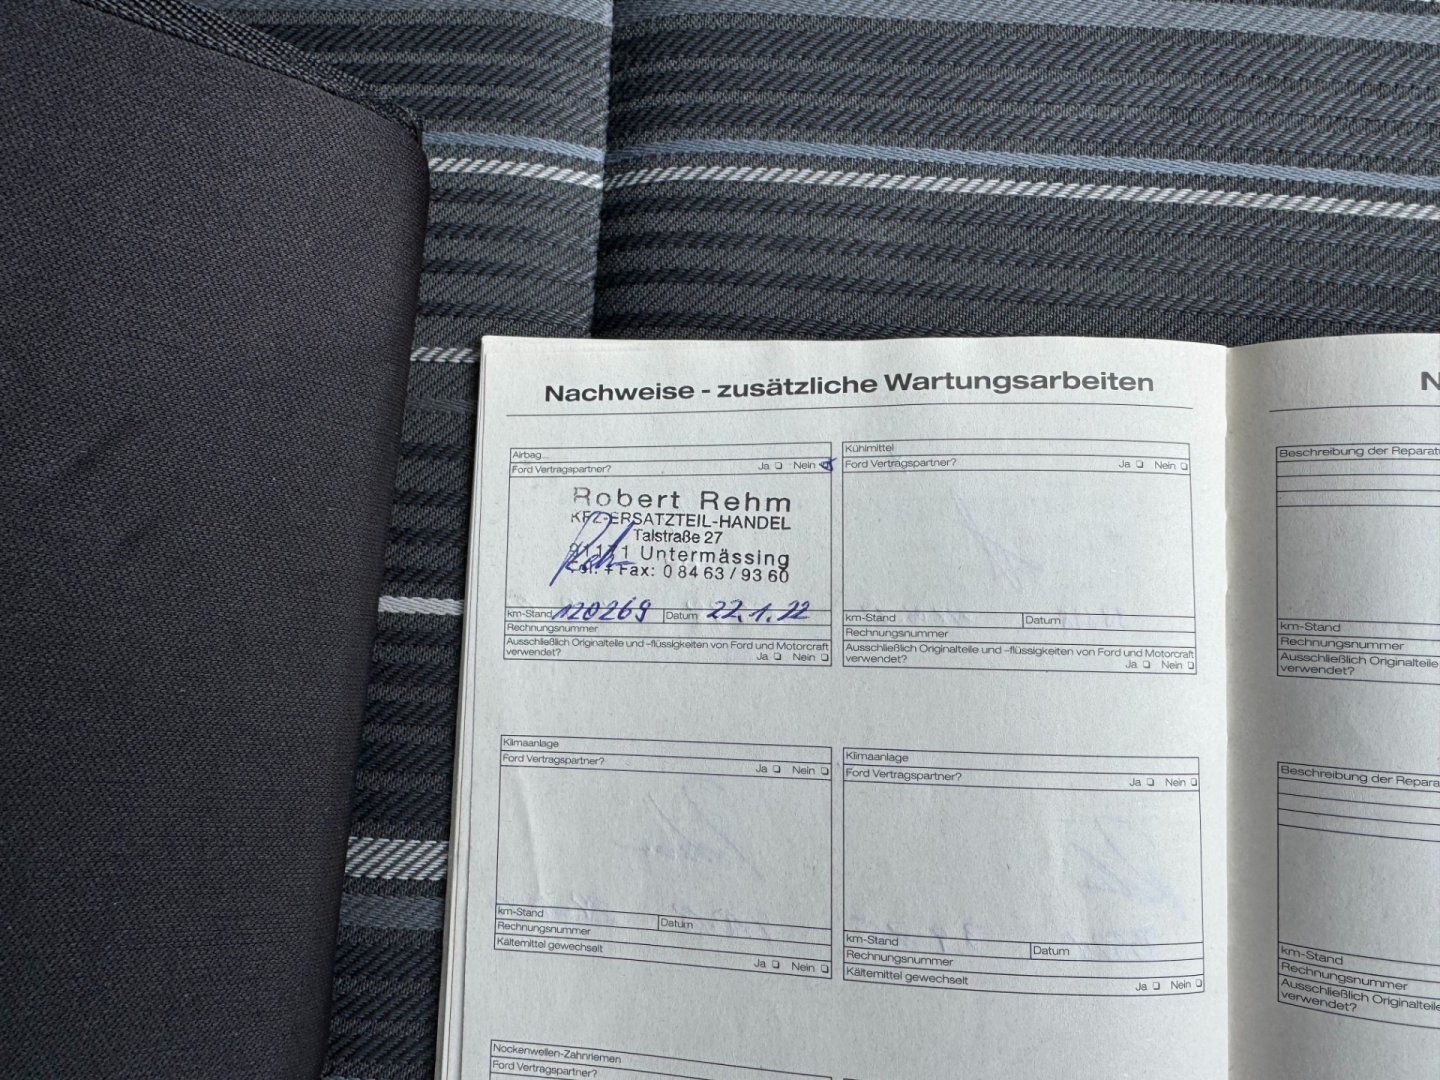 Nachweise - zusätzliche Wartungsarbeiten
Airbag
Ford Vertragspartner? Ja Nein
Robert Rehm
KFZ-ERSATZTEIL-HANDEL
Talstraße 27
91171 Untermässing
Tel. + Fax: 0 84 63 / 93 60
km-Stand 120269 Datum 22.1.22
Rechnungsnummer
Ausschließlich Originalteile und -flüssigkeiten von Ford und Motorcraft
verwendet? Ja Nein
Kühlmittel
Ford Vertragspartner? Ja Nein
km-Stand Datum
Rechnungsnummer
Ausschließlich Originalteile und -flüssigkeiten von Ford und Motorcraft
verwendet? Ja Nein
Klimaanlage
Ford Vertragspartner? Ja Nein
km-Stand Datum
Rechnungsnummer
Kältemittel gewechselt
Ja Nein
Klimaanlage
Ford Vertragspartner? Ja Nein
km-Stand Datum
Rechnungsnummer
Kältemittel gewechselt
Ja Nein
Nockenwellen-Zahnriemen
Ford Vertragspartner?
N
Beschreibung der Reparatu
km-Stand
Rechnungsnummer
Ausschließlich Originalteile
verwendet?
Beschreibung der Repara
km-Stand
Rechnungsnummer
Ausschließlich Originalteile
verwendet?